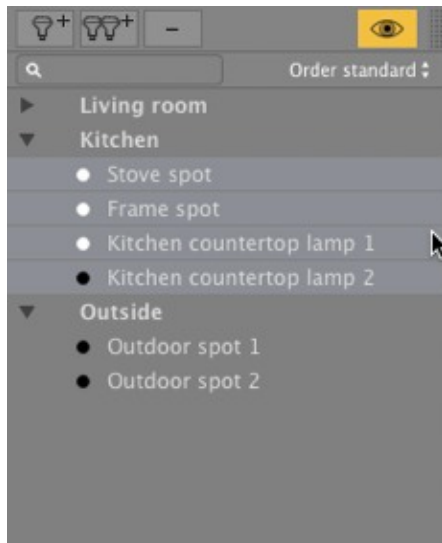 Order standard
Living room
Kitchen
Stove spot
Frame spot
Kitchen countertop lamp 1
Kitchen countertop lamp 2
Outside
Outdoor spot 1
Outdoor spot 2